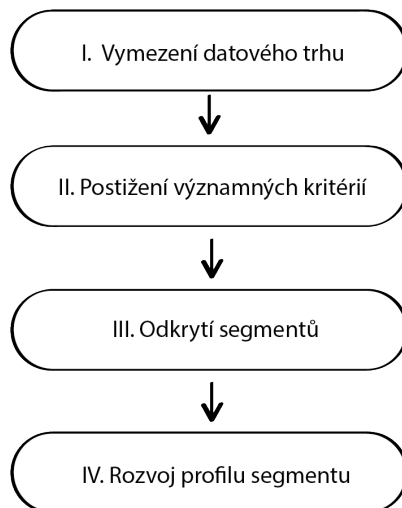 I. Vymezení datového trhu
II. Postižení významných kritérií
III. Odkrytí segmentů
IV. Rozvoj profilu segmentu